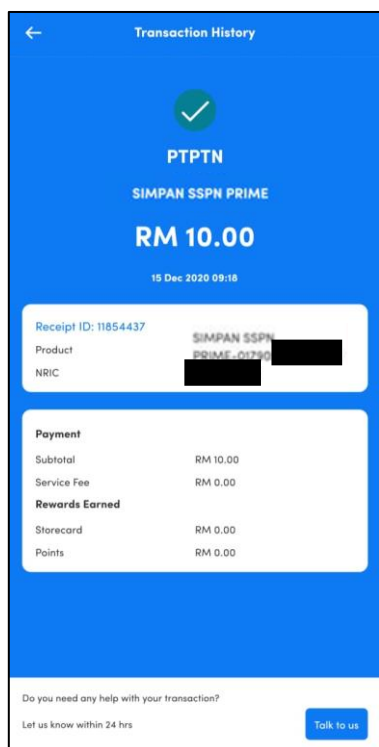 Transaction History
PTPTN
SIMPAN SSPN PRIME
RM 10.00
15 Dec 2020 09:18
Receipt ID: 11854437
Product SIMPAN SSPN
PRIME-01790
NRIC
Payment
Subtotal RM 10.00
Service Fee RM 0.00
Rewards Earned
Storecard RM 0.00
Points RM 0.00
Do you need any help with your transaction?
Let us know within 24 hrs
Talk to us